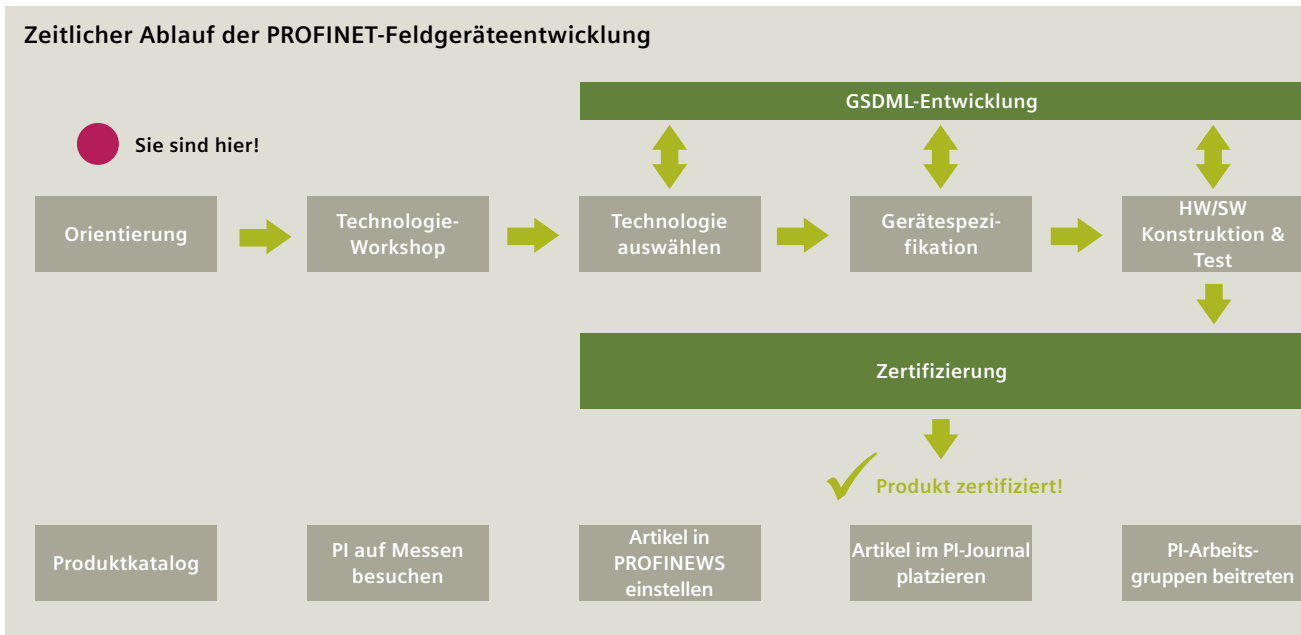 Zeitlicher Ablauf der PROFINET-Feldgeräteentwicklung
GSDML-Entwicklung
Sie sind hier!
Orientierung
Technologie-
Workshop
Technologie
auswählen
Gerätespezi-
fikation
HW/SW
Konstruktion &
Test
Zertifizierung
Produkt zertifiziert!
Produktkatalog
PI auf Messen
besuchen
Artikel in
PROFINEWS
einstellen
Artikel im PI-Journal
platzieren
PI-Arbeits-
gruppen beitreten